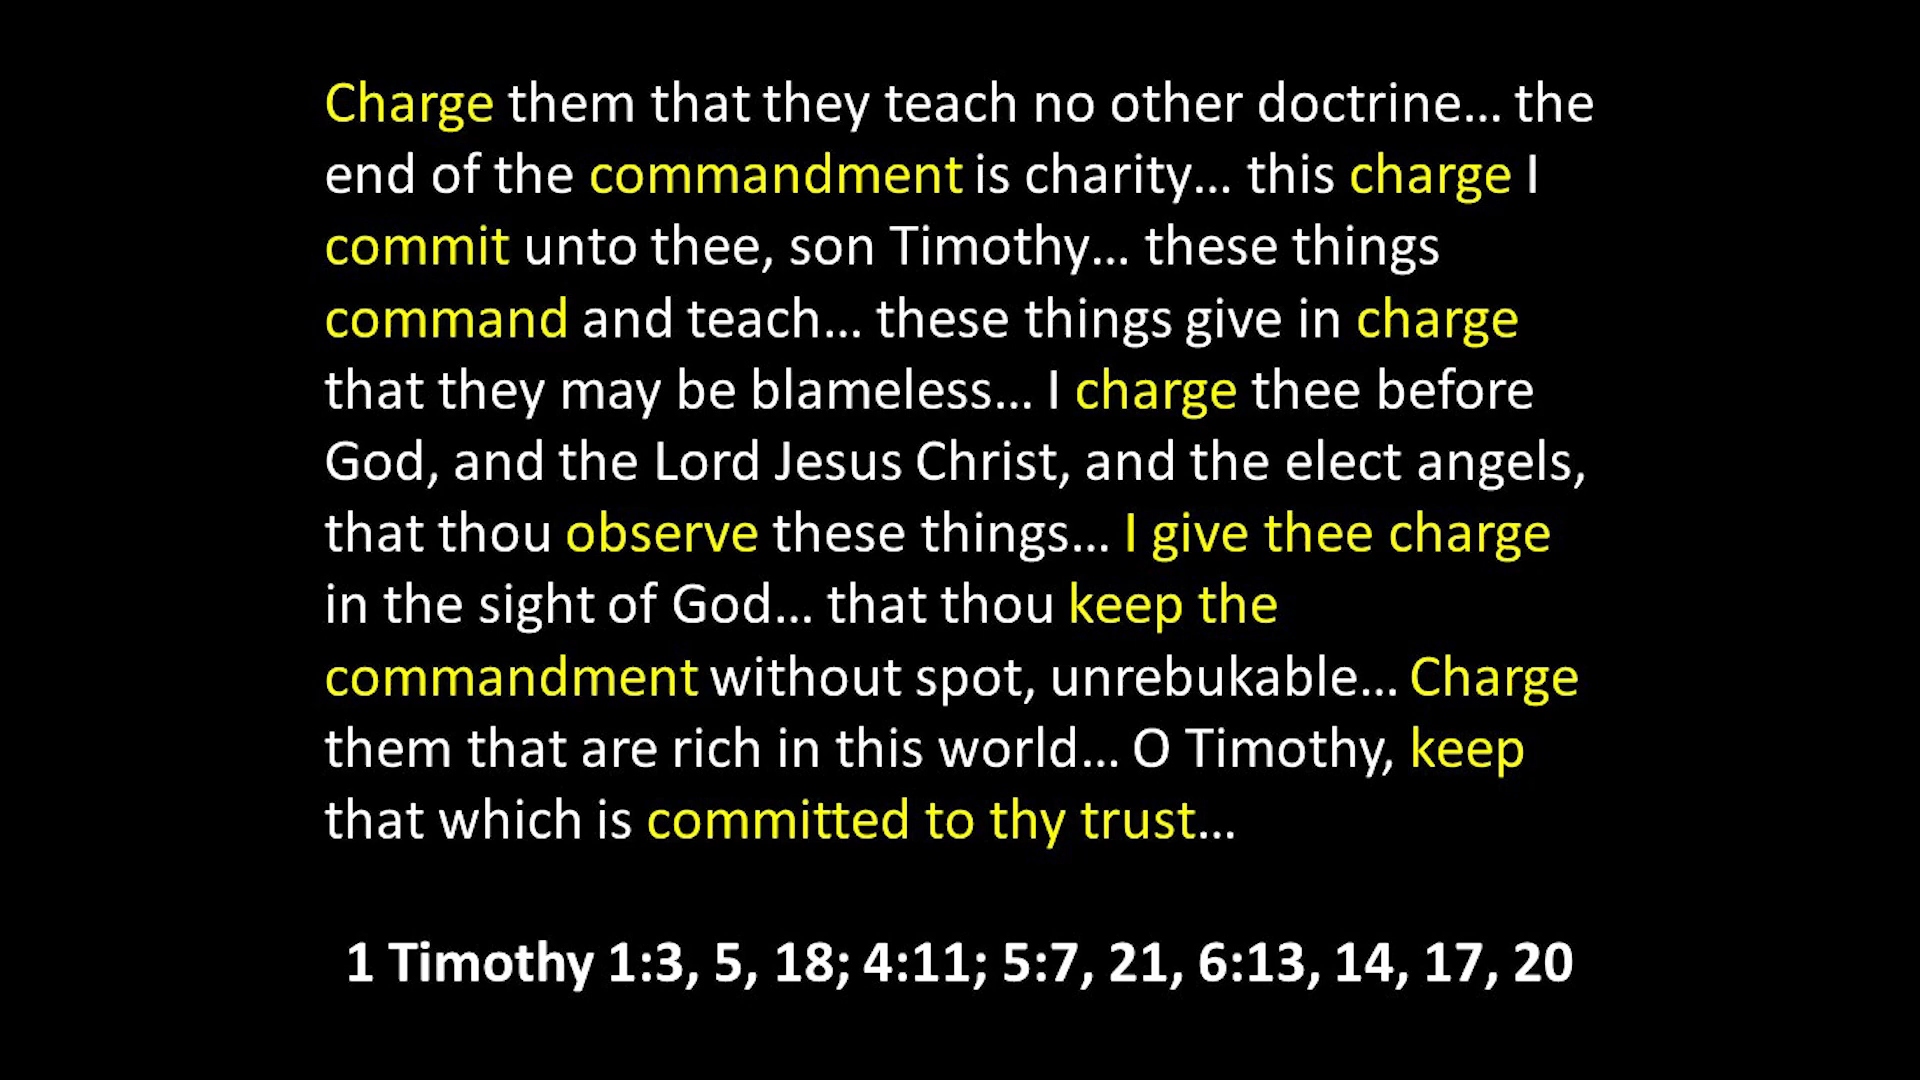 Charge them that they teach no other doctrine... the
end of the commandment is charity... this charge I
commit unto thee, son Timothy... these things
command and teach... these things give in charge
that they may be blameless... I charge thee before
God, and the Lord Jesus Christ, and the elect angels,
that thou observe these things... I give thee charge
in the sight of God... that thou keep the
commandment without spot, unrebukable... Charge
them that are rich in this world... O Timothy, keep
that which is committed to thy trust...
1 Timothy 1:3, 5, 18; 4:11; 5:7, 21, 6:13, 14, 17, 20